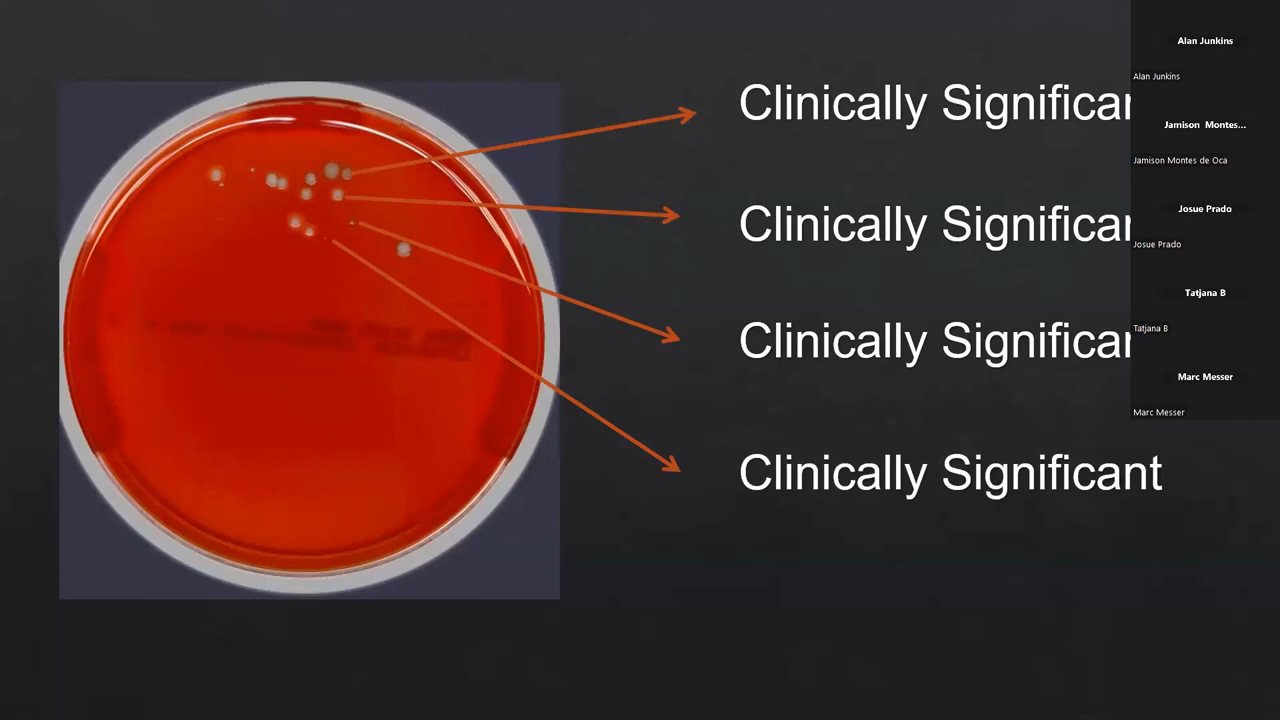 Clinically Significan
Clinically Significan
Clinically Significan
Clinically Significant
Alan Junkins
Alan Junkins
Jamison Montes...
Jamison Montes de Oca
Josue Prado
Josue Prado
Tatjana B
Tatjana B
Marc Messer
Marc Messer